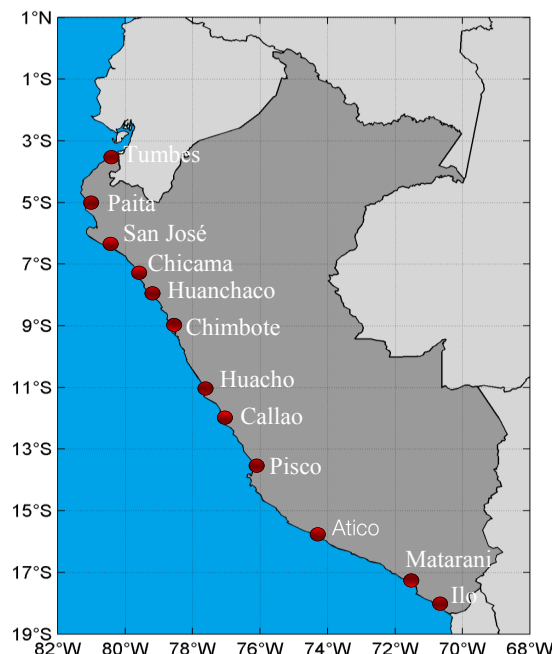 1°N
1°S
3°S
Tumbes
5°S
Paita
San José
7°S
Chicama
Huanchaco
9°S
Chimbote
11°S
Huacho
Callao
13°S
Pisco
15°S
Atico
17°S
Matarani
Ilo
19°S
82°W 80°W 78°W 76°W 74°W 72°W 70°W 68°W